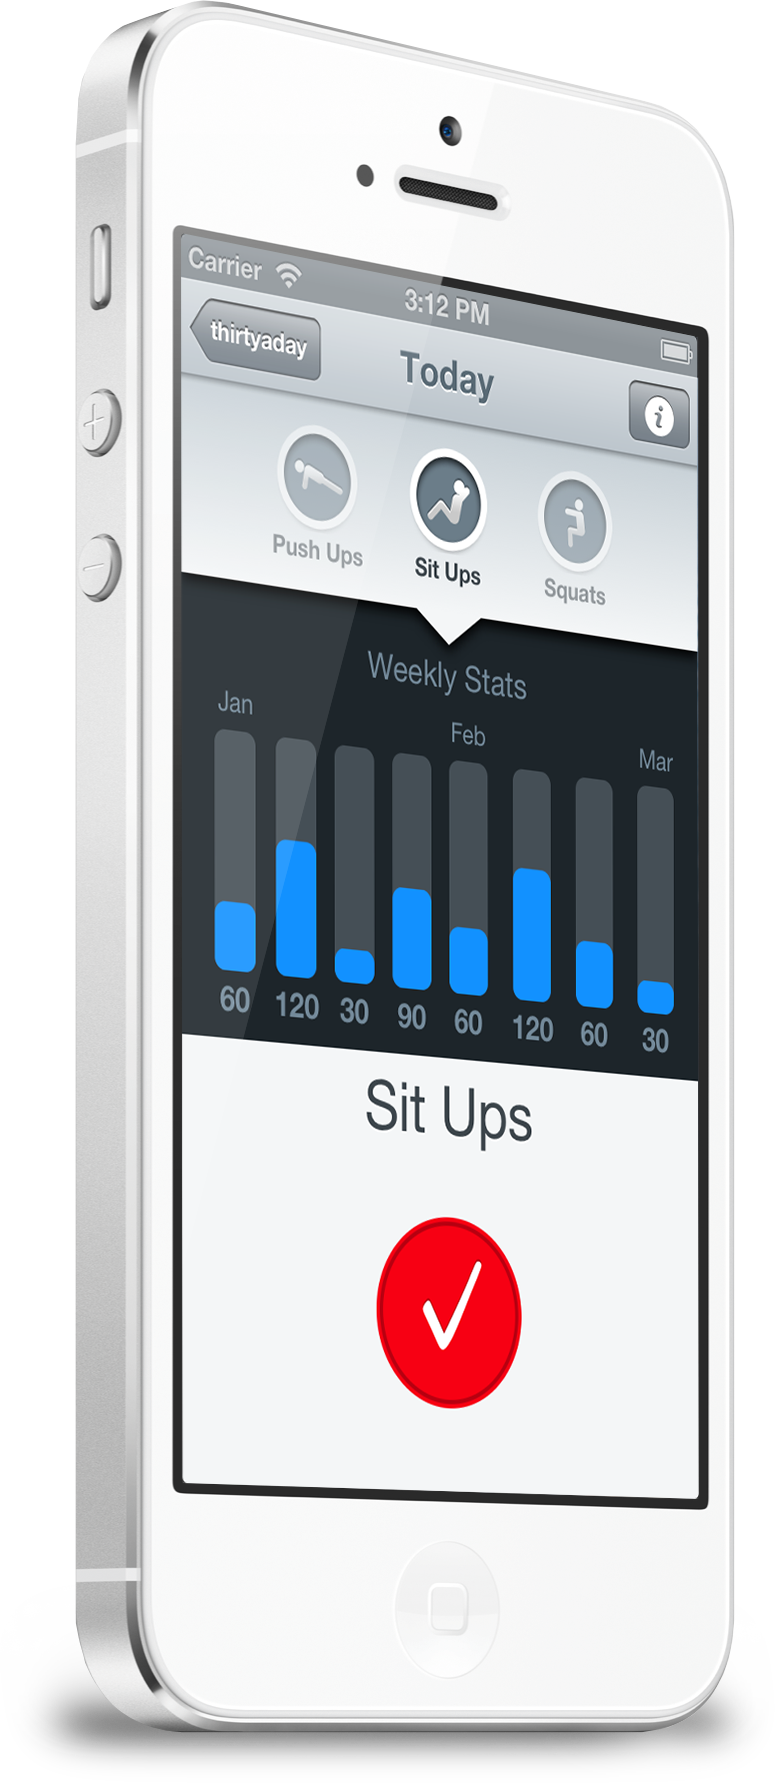 Carrier
3:12 PM
thirtyaday
Today
i
Push Ups
Sit Ups
Squats
Weekly Stats
Jan
Feb
Mar
60 120 30 90 60 120 60 30
Sit Ups